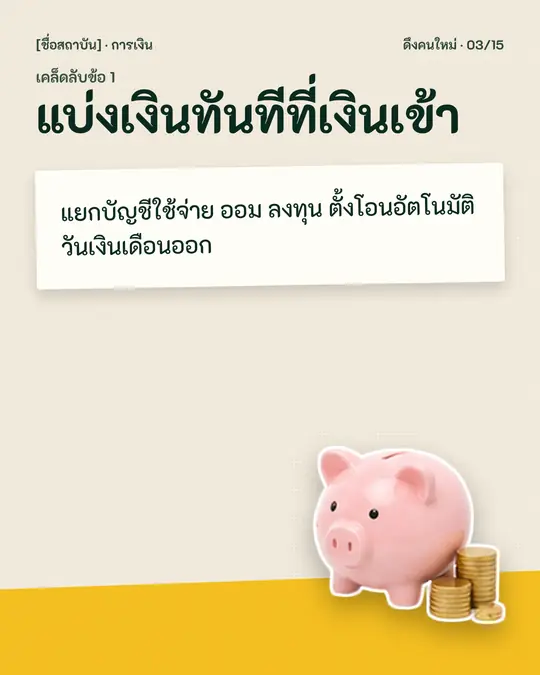 [ชื่อสถาบัน] · การเงิน
ดึงคนใหม่ · 03/15
เคล็ดลับข้อ 1
แบ่งเงินทันทีที่เงินเข้า
แยกบัญชีใช้จ่าย ออม ลงทุน ตั้งโอนอัตโนมัติ
วันเงินเดือนออก